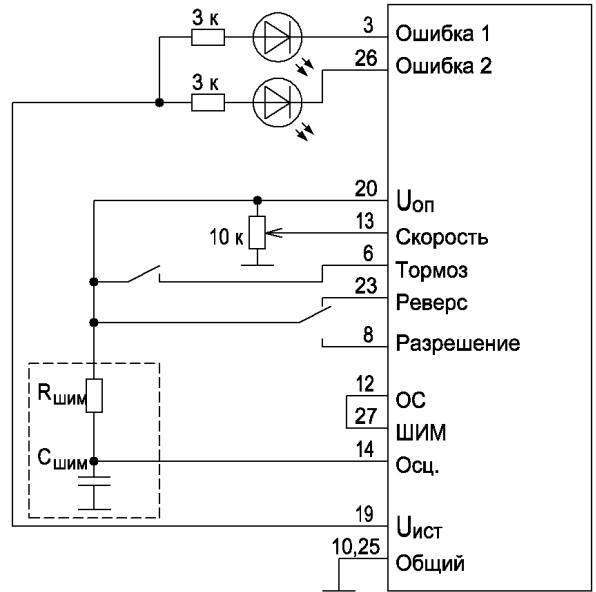 3 к
3
Ошибка 1
26
Ошибка 2
3 к
20
Uоп
13
10 к
Скорость
6
Тормоз
23
Реверс
8
Разрешение
12
Rшим
ОС
27
ШИМ
Cшим
14
Осц.
19
Uист
10,25
Общий